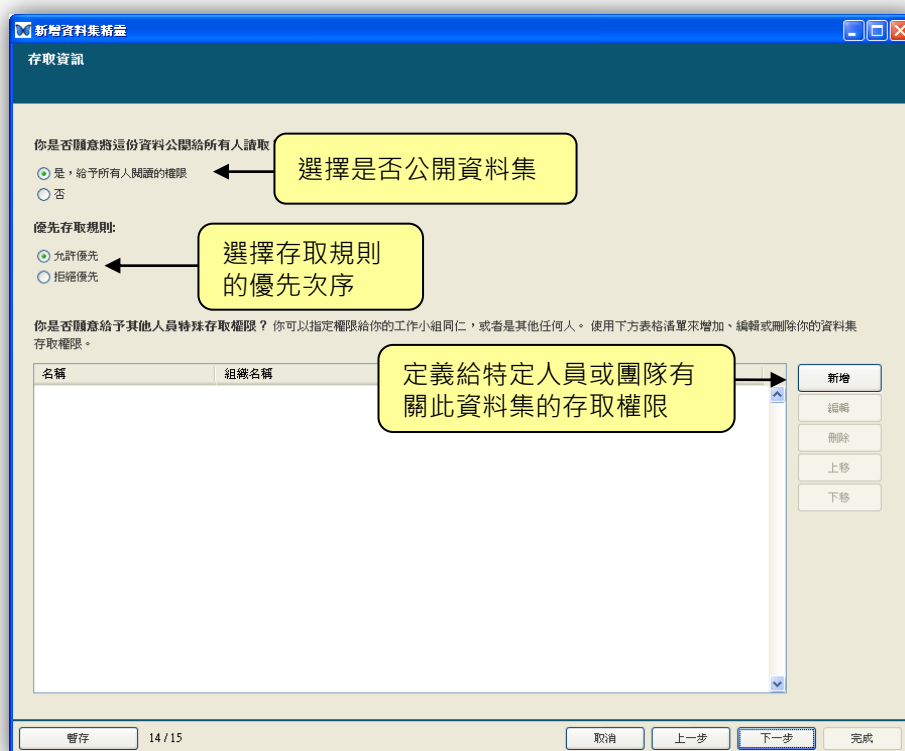 新增資料集精靈
存取資訊
你是否願意將這份資料公開給所有人讀取
是，給予所有人閱讀的權限
否
選擇是否公開資料集
優先存取規則:
允許優先
拒絕優先
選擇存取規則
的優先次序
你是否願意給予其他人員特殊存取權限？ 你可以指定權限給你的工作小組同仁，或者是其他任何人。 使用下方表格清單來增加、編輯或刪除你的資料集
存取權限。
名稱 組織名稱
定義給特定人員或團隊有
關此資料集的存取權限
新增
編輯
刪除
上移
下移
暫存 14 / 15 取消 上一步 下一步 完成